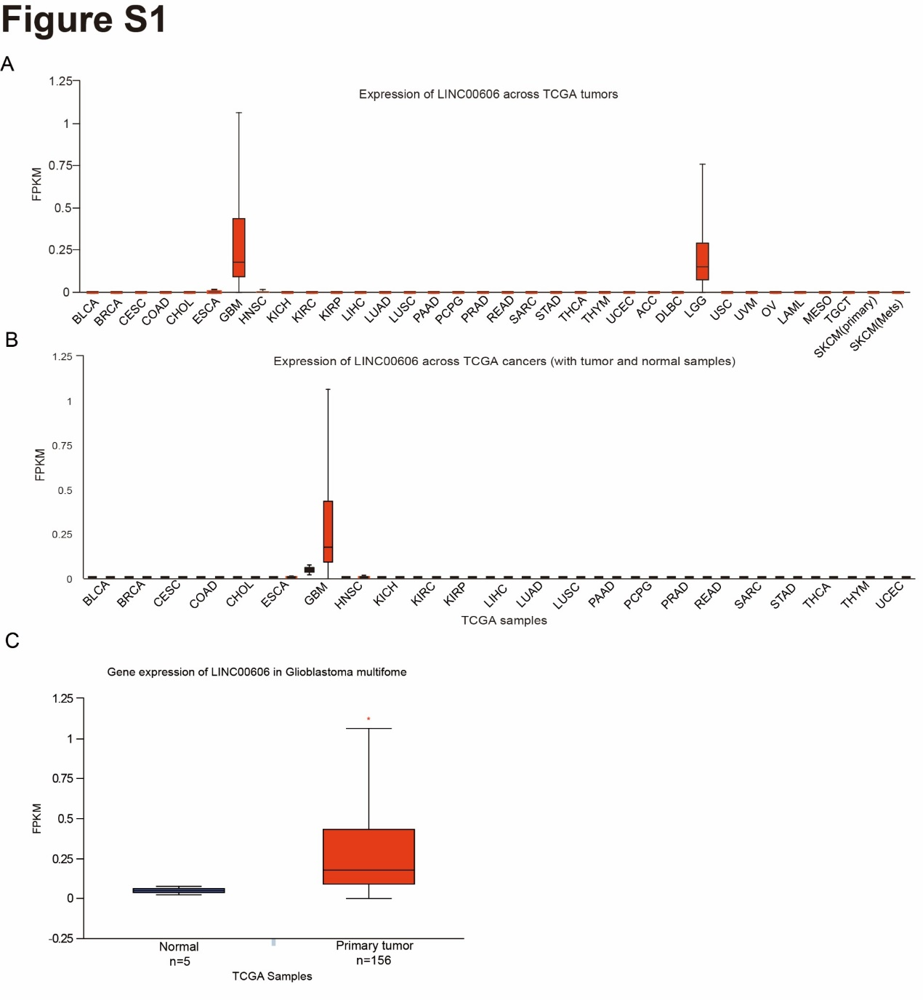 Figure S1
A
Expression of LINC00606 across TCGA tumors
1.25
1
0.75
0.5
0.25
0
FPKM
BLCA BRCA CESC COAD CHOL ESCA GBM HNSC KICH KIRC KIRP LIHC LUAD LUSC PAAD PCPG PRAD READ SARC STAD THCA THYM UCEC ACC DLBC LGG USC UVM OV LAML MESO TGCT SKCM(primary) SKCM(Mets)
B
Expression of LINC00606 across TCGA cancers (with tumor and normal samples)
1.25
1
0.75
0.5
0.25
0
FPKM
BLCA BRCA CESC COAD CHOL ESCA GBM HNSC KICH KIRC KIRP LIHC LUAD LUSC PAAD PCPG PRAD READ SARC STAD THCA THYM UCEC
TCGA samples
C
Gene expression of LINC00606 in Glioblastoma multifome
1.25
*
1
0.75
0.5
0.25
0
-0.25
FPKM
Normal Primary tumor
n=5 n=156
TCGA Samples